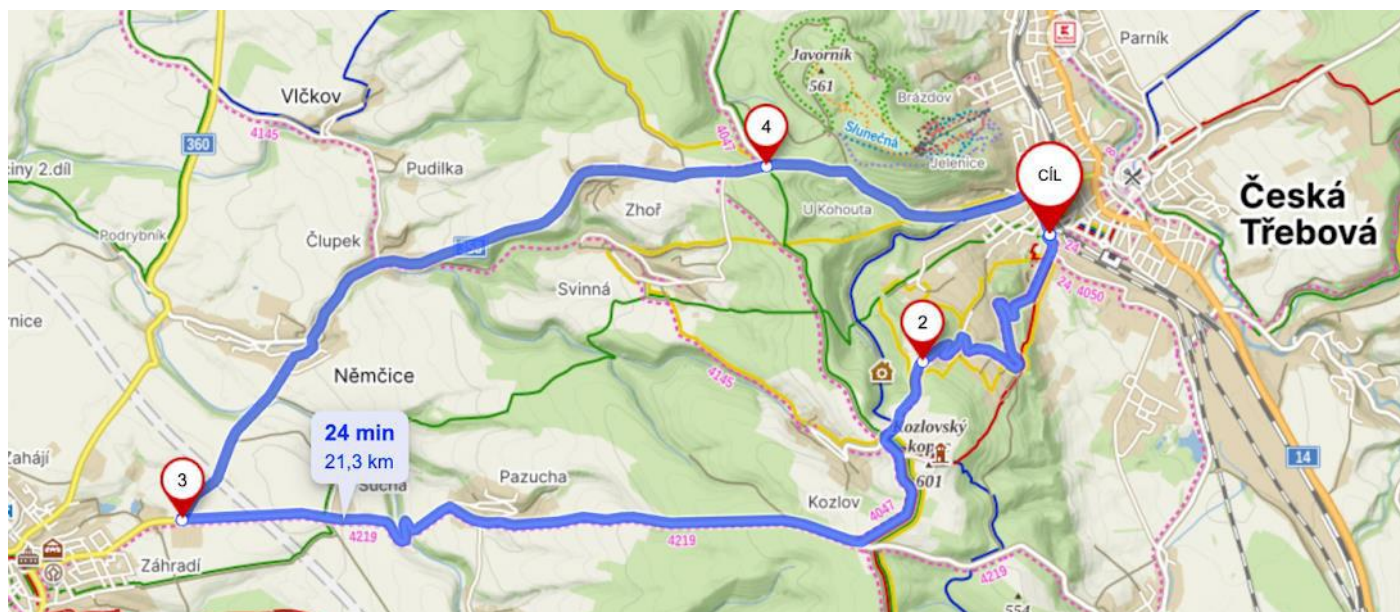 Parník
Javorník
561
Brázdov
Slunečná
Jelenice
Vlčkov
4145
360
4047
4
CÍL
8
Česká
Třebová
Pudilka
Zhoř
U Kohouta
Podrybník
Člupek
24
24, 4050
Svinná
2
Němčice
4145
Kozlovský
601
24 min
21,3 km
Zahájí
3
Pazucha
Kozlov
4047
14
4219
4219
4219
Záhradí
554